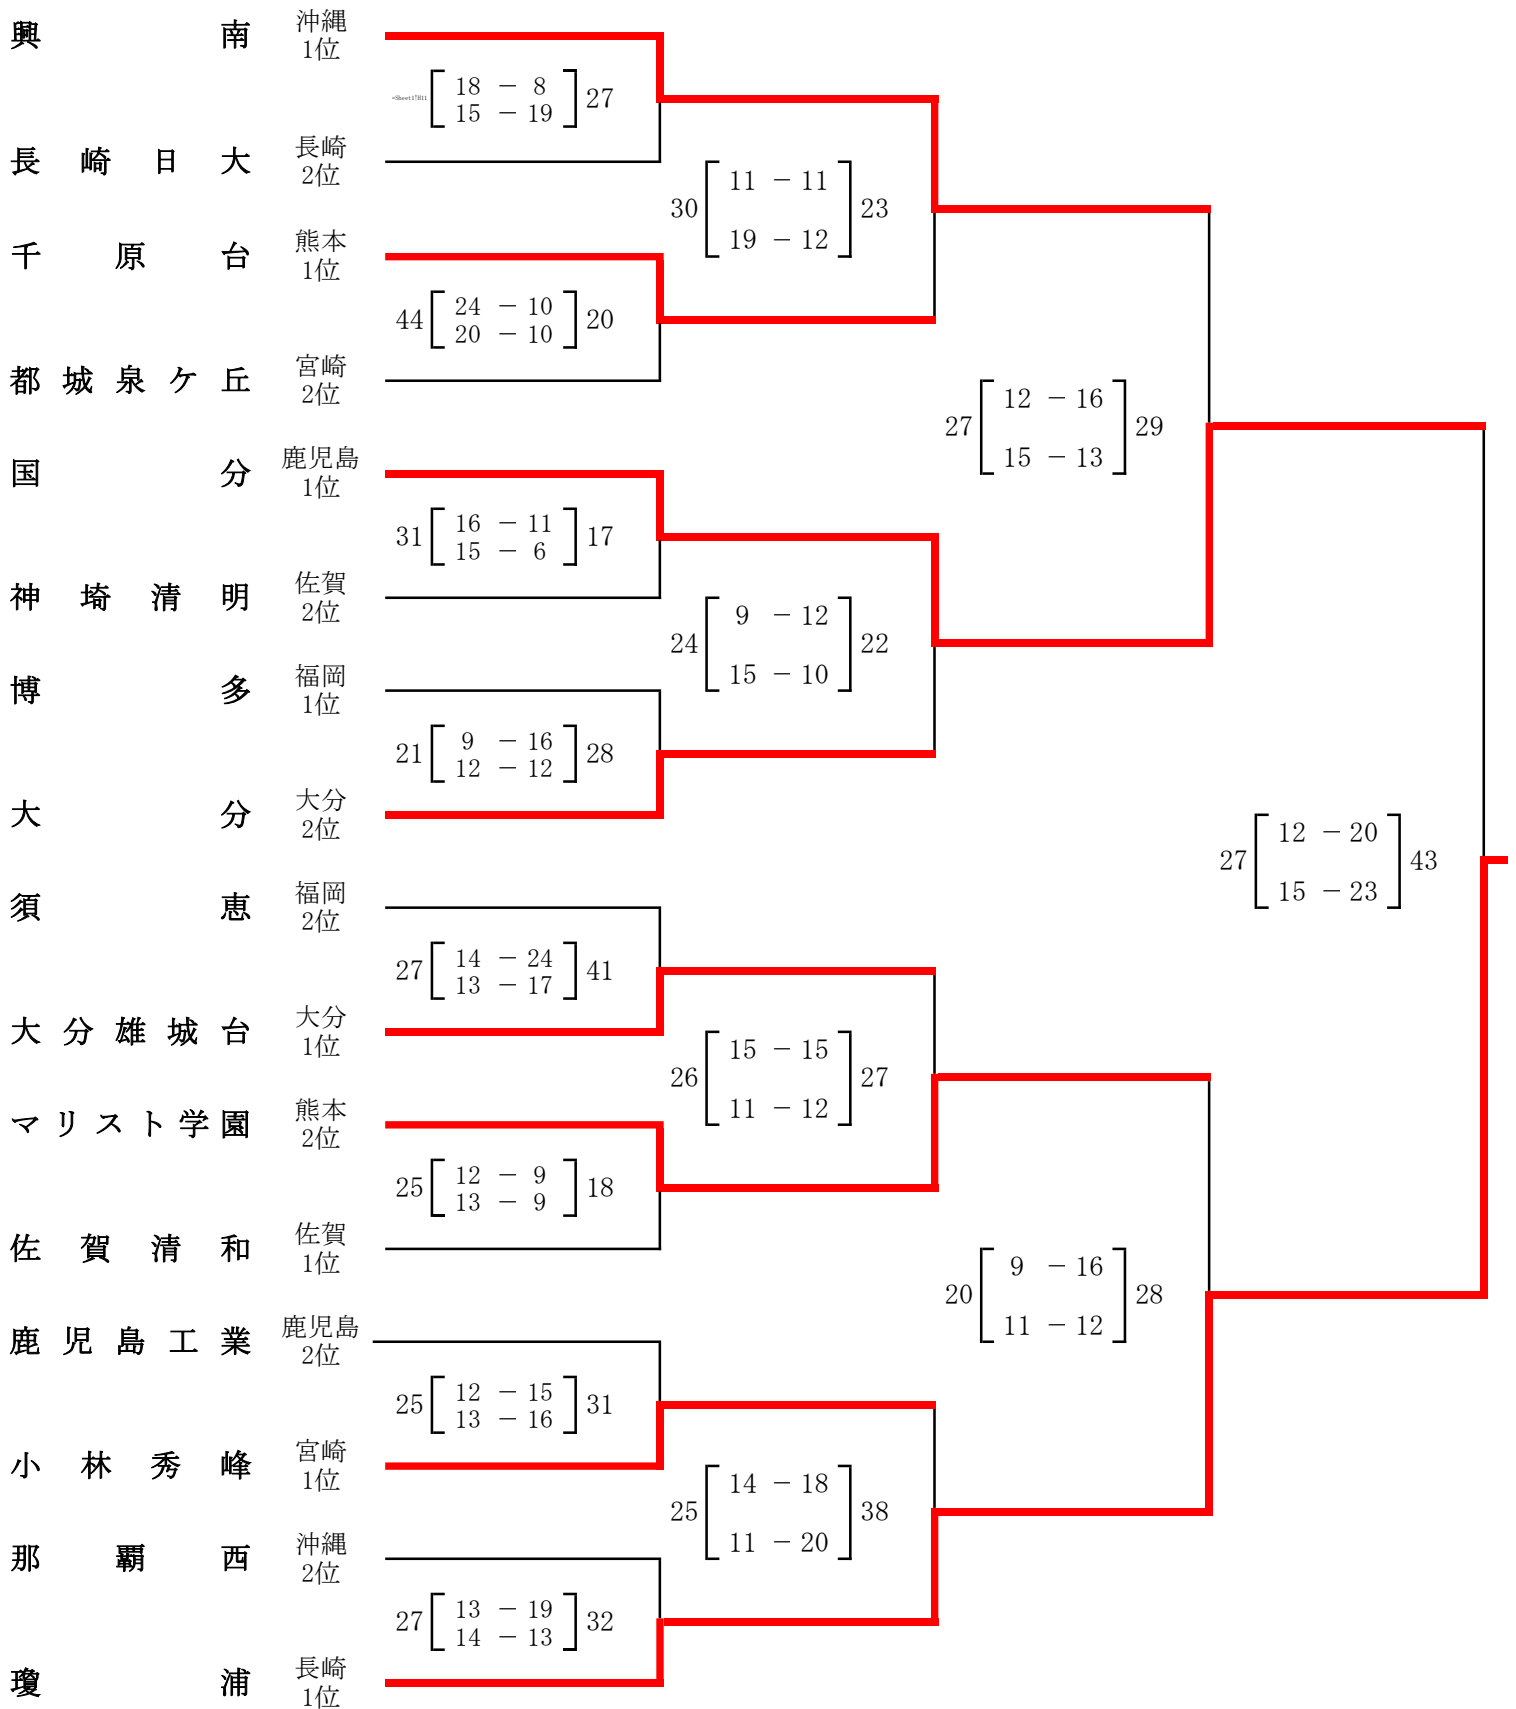 興南 沖縄
1位
=Sheet1!R11 18 － 8 27
15 － 19
長崎日大 長崎
2位
30 11 － 11 23
19 － 12
千原台 熊本
1位
44 24 － 10 20
20 － 10
都城泉ケ丘 宮崎
2位
27 12 － 16 29
15 － 13
国分 鹿児島
1位
31 16 － 11 17
15 － 6
神埼清明 佐賀
2位
24 9 － 12 22
15 － 10
博多 福岡
1位
21 9 － 16 28
12 － 12
大分 大分
2位
27 12 － 20 43
15 － 23
須恵 福岡
2位
27 14 － 24 41
13 － 17
大分雄城台 大分
1位
26 15 － 15 27
11 － 12
マリスト学園 熊本
2位
25 12 － 9 18
13 － 9
佐賀清和 佐賀
1位
20 9 － 16 28
11 － 12
鹿児島工業 鹿児島
2位
25 12 － 15 31
13 － 16
小林秀峰 宮崎
1位
25 14 － 18 38
11 － 20
那覇西 沖縄
2位
27 13 － 19 32
14 － 13
瓊浦 長崎
1位